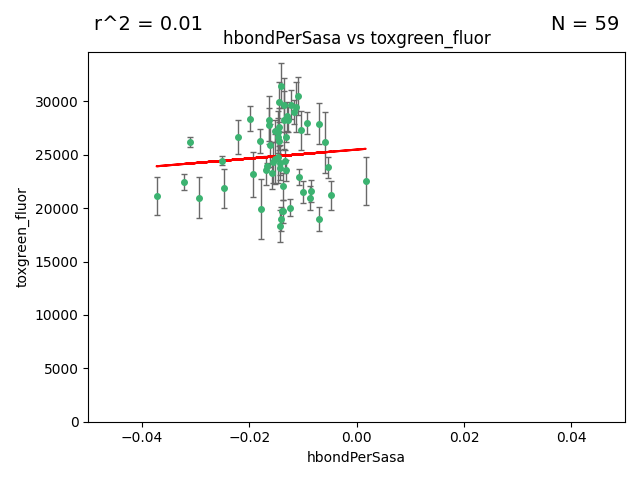 r^2 = 0.01
N = 59
hbondPerSasa vs toxgreen_fluor
30000
25000
20000
15000
10000
5000
0
toxgreen_fluor
−0.04
−0.02
0.00
0.02
0.04
hbondPerSasa